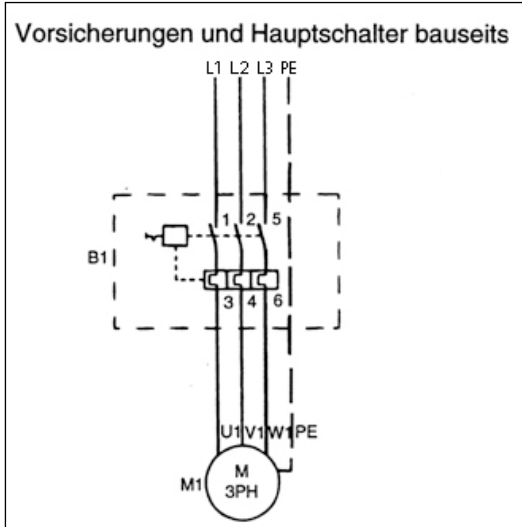 Vorsicherungen und Hauptschalter bauseits
L1 L2 L3 PE
1 2 5
B1
3 4 6
U1 V1 W1 PE
M1
M
3PH